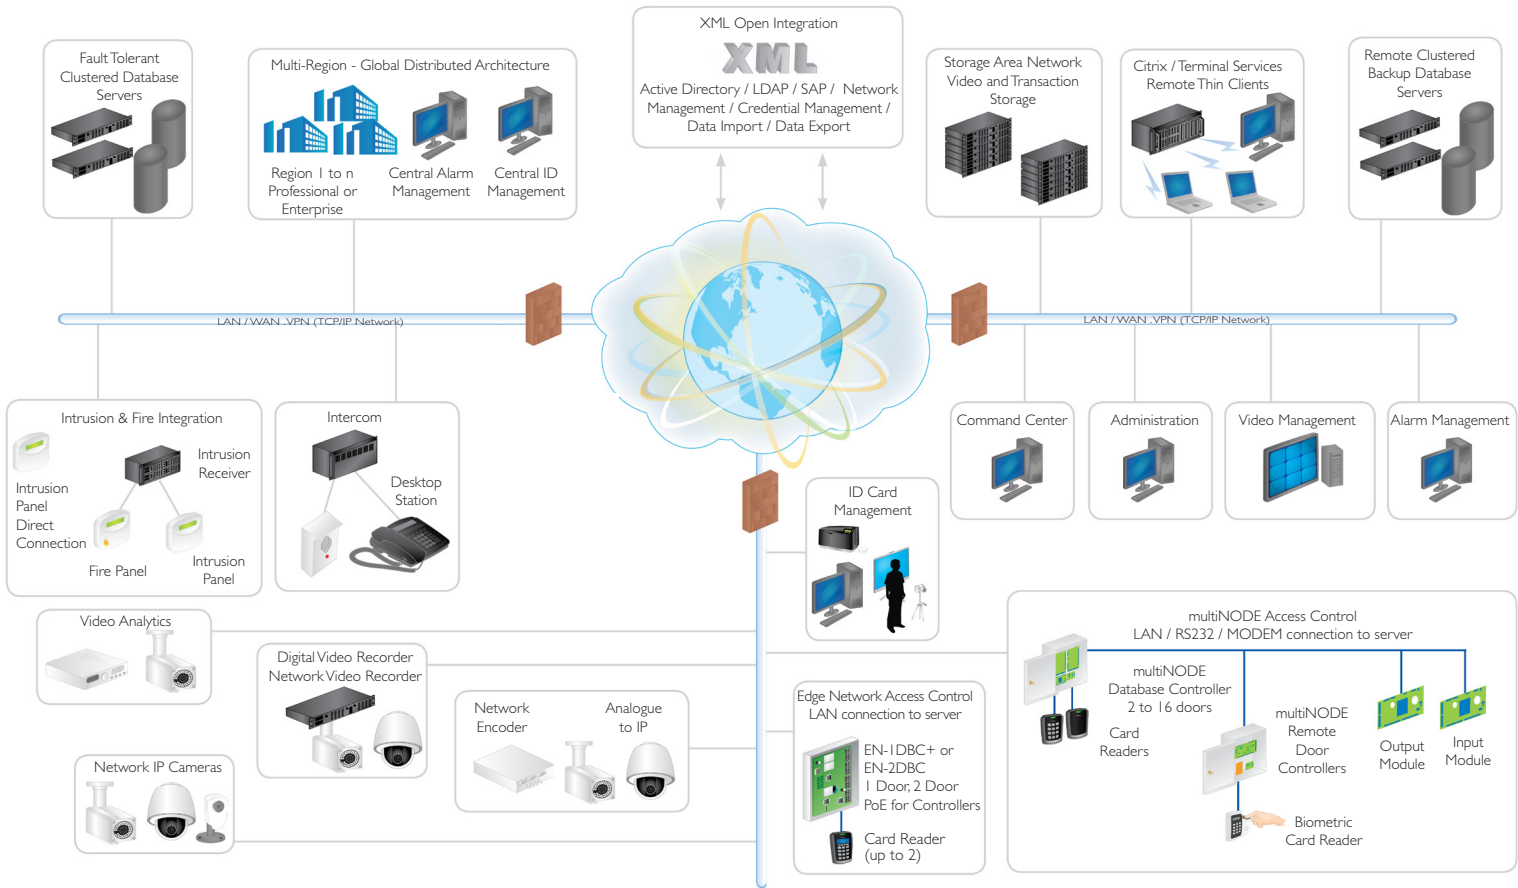 Fault Tolerant
Clustered Database
Servers
Multi-Region - Global Distributed Architecture
Region 1 to n
Professional or
Enterprise
Central Alarm
Management
Central ID
Management
XML Open Integration
XML
Active Directory / LDAP / SAP / Network
Management / Credential Management /
Data Import / Data Export
Storage Area Network
Video and Transaction
Storage
Citrix / Terminal Services
Remote Thin Clients
Remote Clustered
Backup Database
Servers
LAN / WAN .VPN (TCP/IP Network)
LAN / WAN .VPN (TCP/IP Network)
Intrusion & Fire Integration
Intrusion
Receiver
Intrusion
Panel
Direct
Connection
Fire Panel
Intrusion
Panel
Intercom
Desktop
Station
Command Center
Administration
Video Management
Alarm Management
ID Card
Management
Video Analytics
Digital Video Recorder
Network Video Recorder
Network
Encoder
Analogue
to IP
Network IP Cameras
Edge Network Access Control
LAN connection to server
EN-1DBC+ or
EN-2DBC
1 Door, 2 Door
PoE for Controllers
Card Reader
(up to 2)
multiNODE Access Control
LAN / RS232 / MODEM connection to server
multiNODE
Database Controller
2 to 16 doors
Card
Readers
multiNODE
Remote
Door
Controllers
Output
Module
Input
Module
Biometric
Card Reader